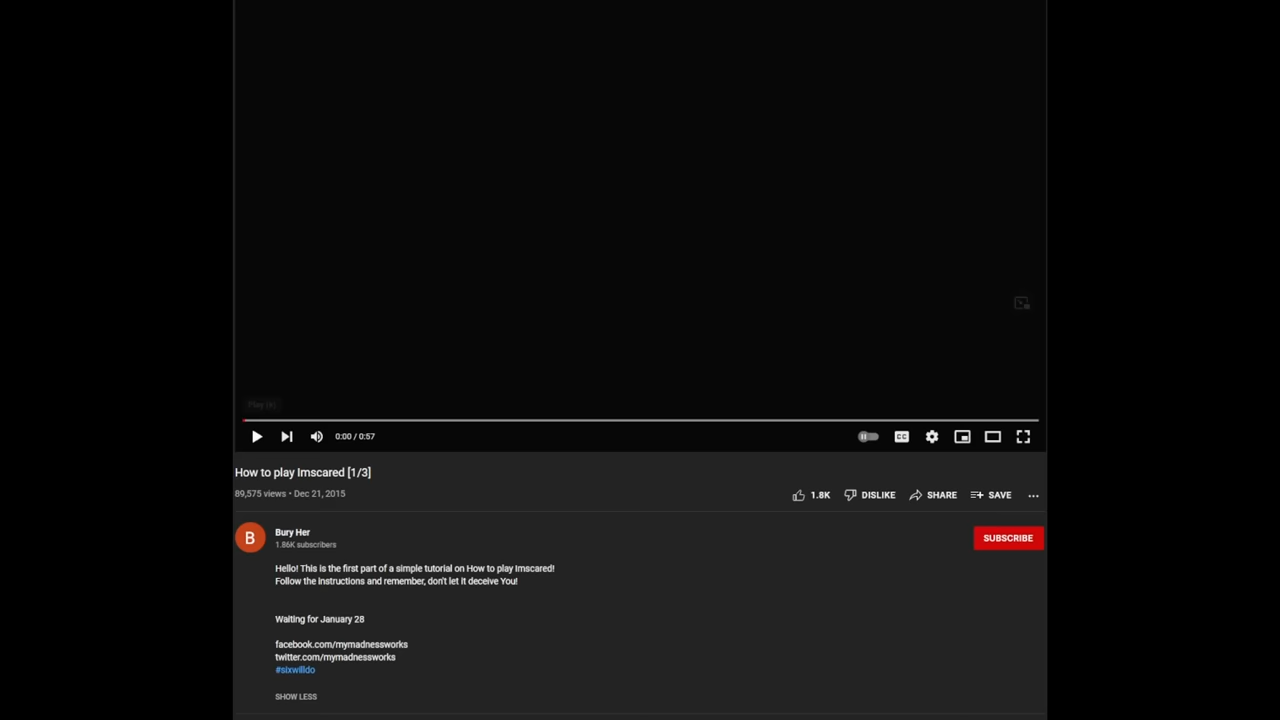 Play (k)
0:00 / 0:57
CC
How to play Imscared [1/3]
89,575 views • Dec 21, 2015
1.8K
DISLIKE
SHARE
SAVE
B
Bury Her
1.86K subscribers
SUBSCRIBE
Hello! This is the first part of a simple tutorial on How to play Imscared!
Follow the instructions and remember, don't let it deceive You!
Waiting for January 28
facebook.com/mymadnessworks
twitter.com/mymadnessworks
#sixwilldo
SHOW LESS